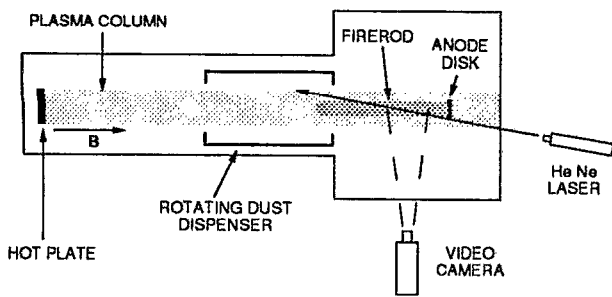 PLASMA COLUMN
FIREROD
ANODE
DISK
B
He Ne
LASER
ROTATING DUST
DISPENSER
HOT PLATE
VIDEO
CAMERA